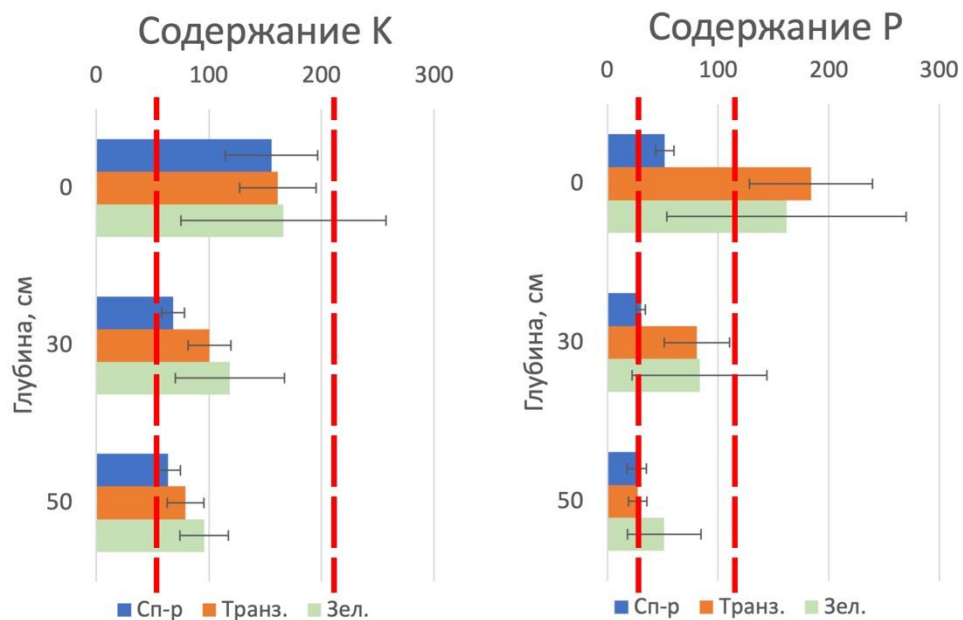 Содержание K
0 100 200 300
Глубина, см
0
30
50
Сп-р Транз. Зел.
Содержание P
0 100 200 300
Глубина, см
0
30
50
Сп-р Транз. Зел.